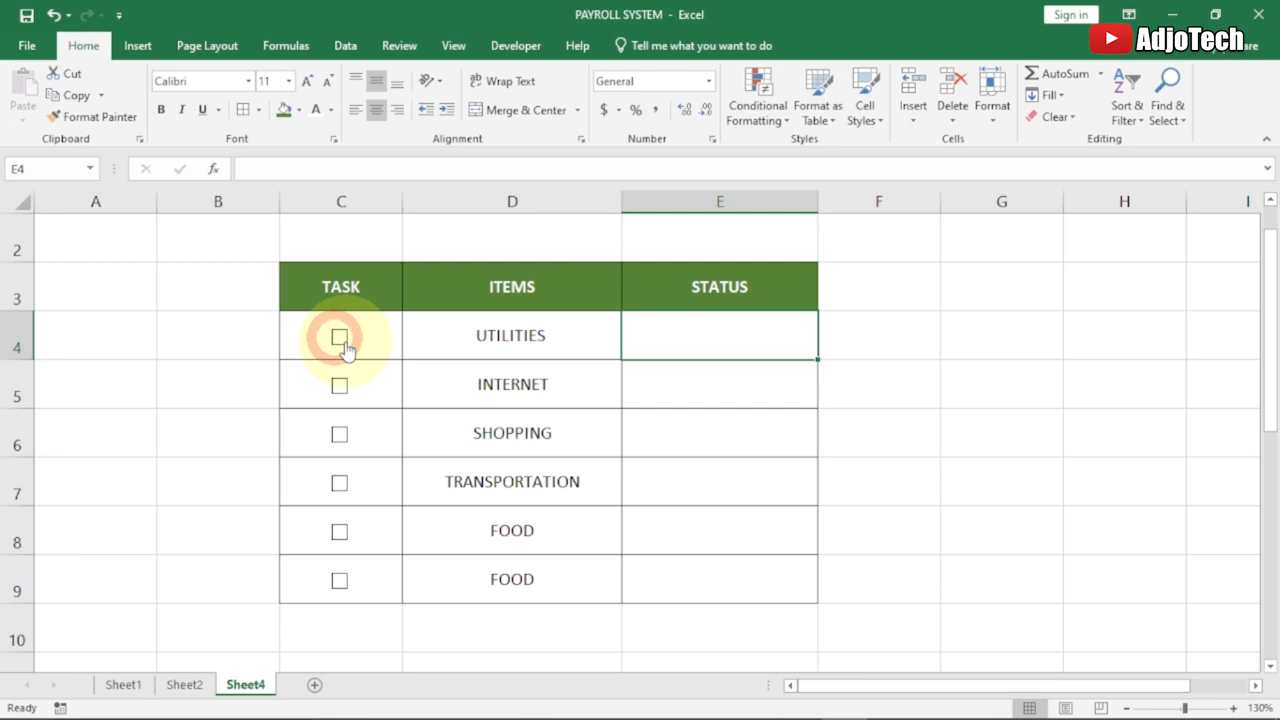 PAYROLL SYSTEM - Excel
Sign in
AdjoTech
File Home Insert Page Layout Formulas Data Review View Developer Help Tell me what you want to do
Cut
Copy
Format Painter
Paste
Clipboard
Calibri 11
B I U A
Font
Wrap Text
Merge & Center
Alignment
General
$ % ,
Number
Conditional Formatting
Format as Table
Cell Styles
Styles
Insert
Delete
Format
Cells
AutoSum
Fill
Clear
Sort & Filter
Find & Select
Editing
E4 fx
A B C D E F G H I
2
3 TASK ITEMS STATUS
4 UTILITIES
5 INTERNET
6 SHOPPING
7 TRANSPORTATION
8 FOOD
9 FOOD
10
Sheet1 Sheet2 Sheet4
Ready 130%